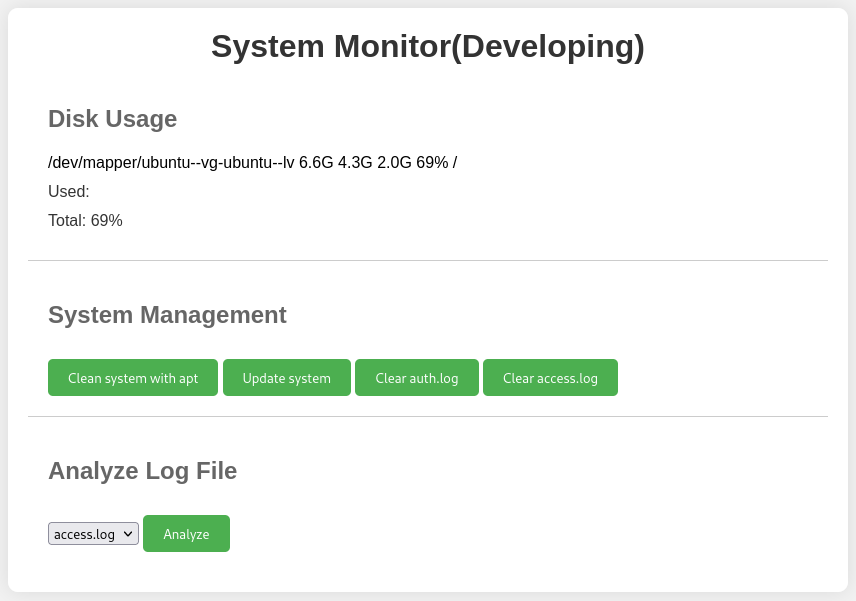 System Monitor(Developing)
Disk Usage
/dev/mapper/ubuntu--vg-ubuntu--lv 6.6G 4.3G 2.0G 69% /
Used:
Total: 69%
System Management
Clean system with apt Update system Clear auth.log Clear access.log
Analyze Log File
access.log Analyze